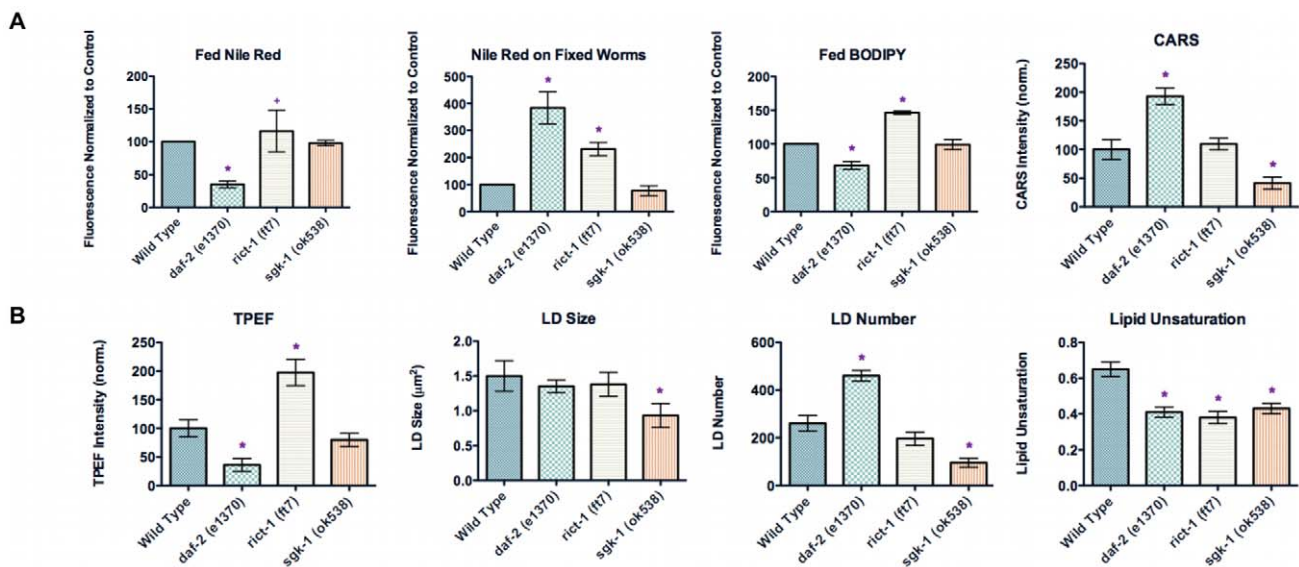 A
Fed Nile Red
Fluorescence Normalized to Control
200
150
100
50
0
*
+
Wild Type
daf-2 (e1370)
rict-1 (ft7)
sgk-1 (ok538)
Nile Red on Fixed Worms
Fluorescence Normalized to Control
500
400
300
200
100
0
*
*
Wild Type
daf-2 (e1370)
rict-1 (ft7)
sgk-1 (ok538)
Fed BODIPY
Fluorescence Normalized to Control
200
150
100
50
0
*
*
Wild Type
daf-2 (e1370)
rict-1 (ft7)
sgk-1 (ok538)
CARS
CARS Intensity (norm.)
250
200
150
100
50
0
*
*
Wild Type
daf-2 (e1370)
rict-1 (ft7)
sgk-1 (ok538)
B
TPEF
TPEF Intensity (norm.)
250
200
150
100
50
0
*
*
Wild Type
daf-2 (e1370)
rict-1 (ft7)
sgk-1 (ok538)
LD Size
LD Size (µm²)
2.0
1.5
1.0
0.5
0.0
*
Wild Type
daf-2 (e1370)
rict-1 (ft7)
sgk-1 (ok538)
LD Number
LD Number
600
400
200
0
*
*
Wild Type
daf-2 (e1370)
rict-1 (ft7)
sgk-1 (ok538)
Lipid Unsaturation
Lipid Unsaturation
0.8
0.6
0.4
0.2
0.0
*
*
*
Wild Type
daf-2 (e1370)
rict-1 (ft7)
sgk-1 (ok538)